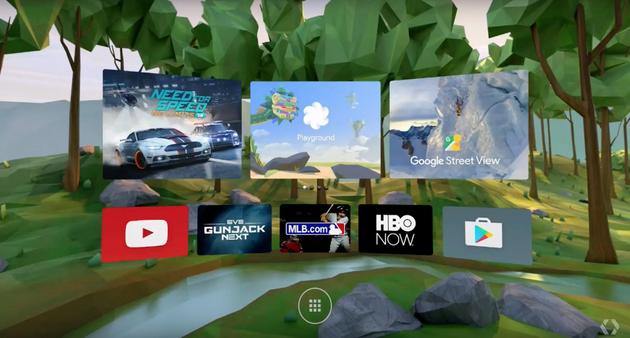 NEED FOR
SPEED
Playground
Google Street View
EVE
GUNJACK
NEXT
MLB.com
HBO
NOW